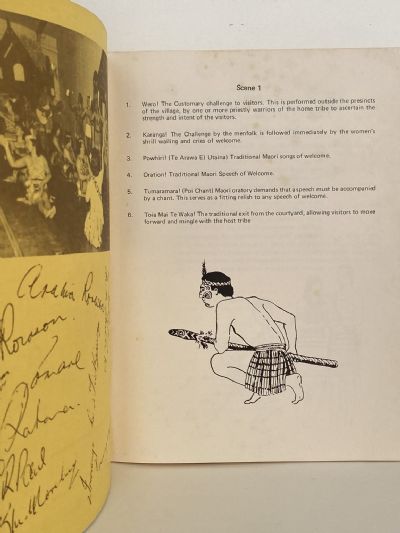 Scene 1
1. Wero! The Customary challenge to visitors. This is performed outside the precincts
of the village, by one or more priestly warriors of the home tribe to ascertain the
strength and intent of the visitors.
2. Karanga! The Challenge by the menfolk is followed immediately by the women's
shrill wailing and cries of welcome.
3. Powhiri! (Te Arawa E! Utaina) Traditional Maori songs of welcome.
4. Oration! Traditional Maori Speech of Welcome.
5. Tumaramara! (Poi Chant) Maori oratory demands that a speech must be accompanied
by a chant. This serves as a fitting relish to any speech of welcome.
6. Toia Mai Te Waka! The traditional exit from the courtyard, allowing visitors to move
forward and mingle with the host tribe